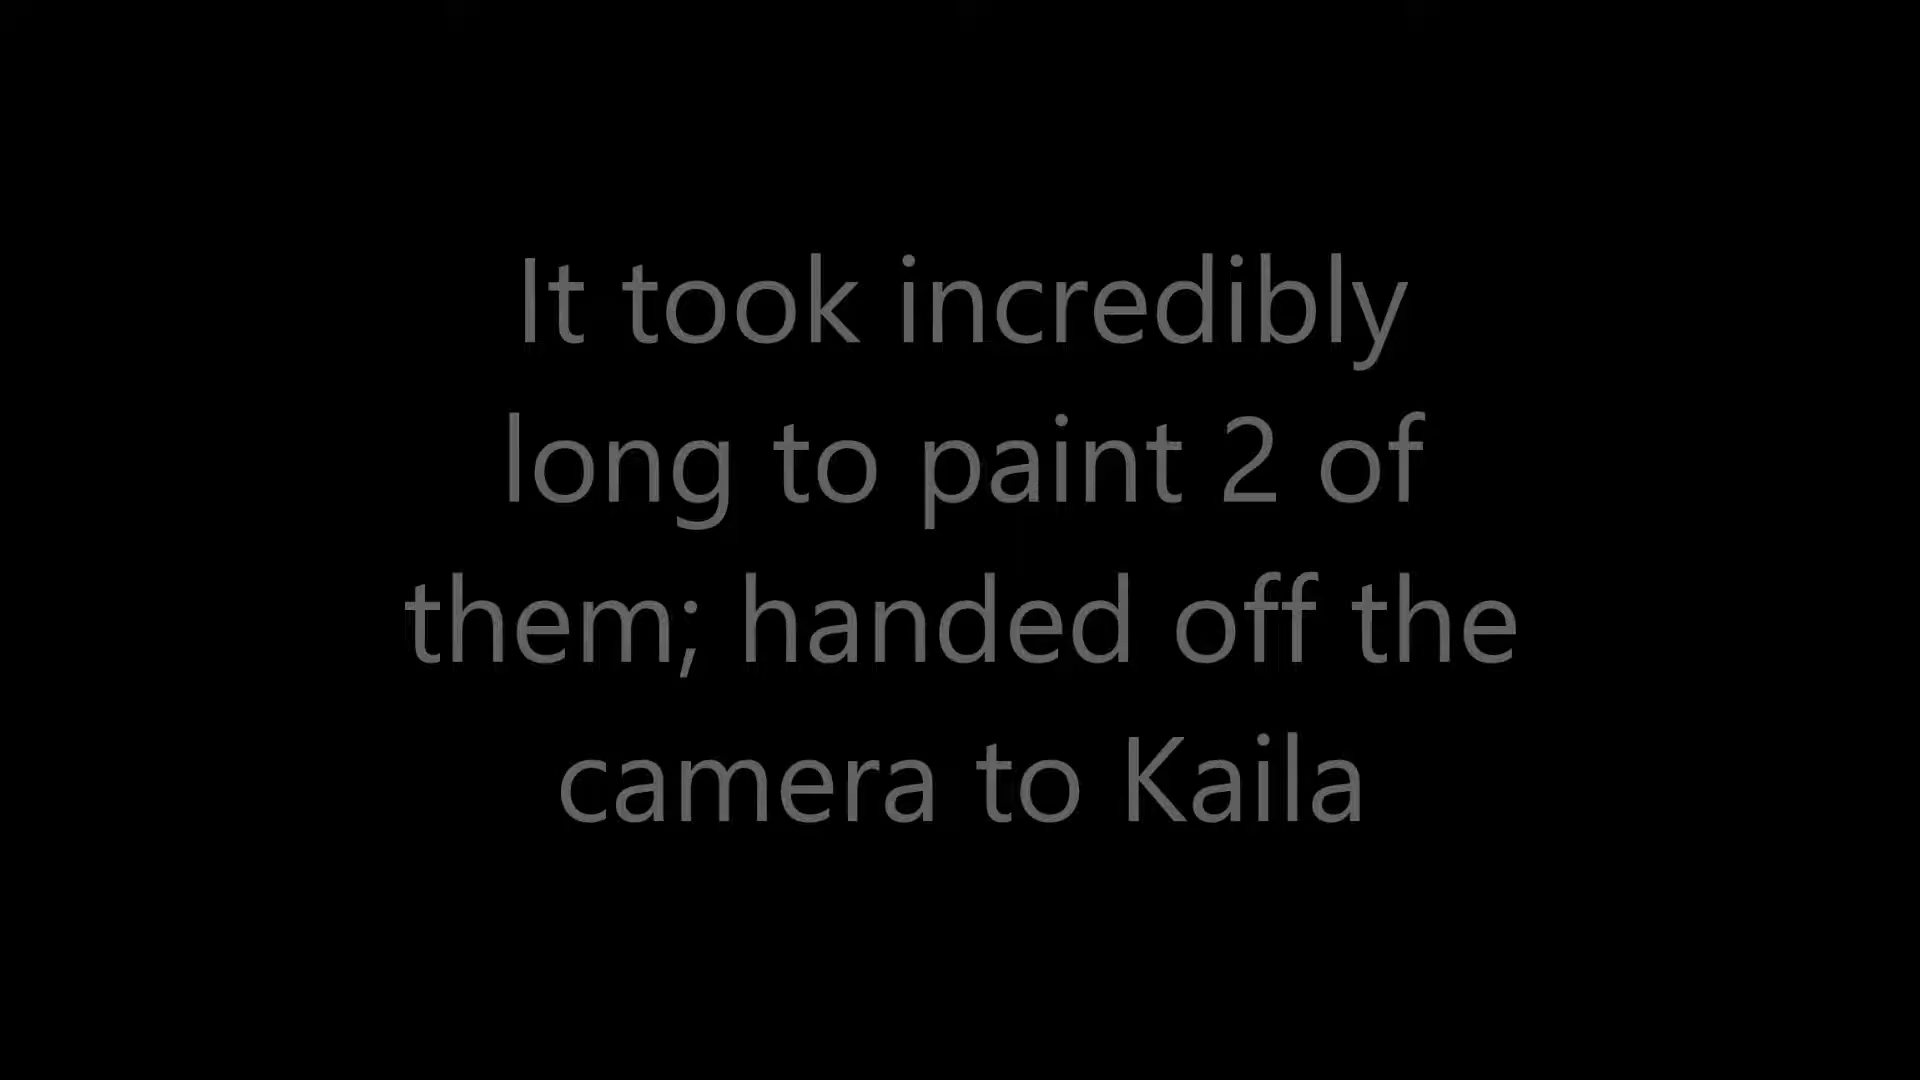 It took incredibly
long to paint 2 of
them; handed off the
camera to Kaila